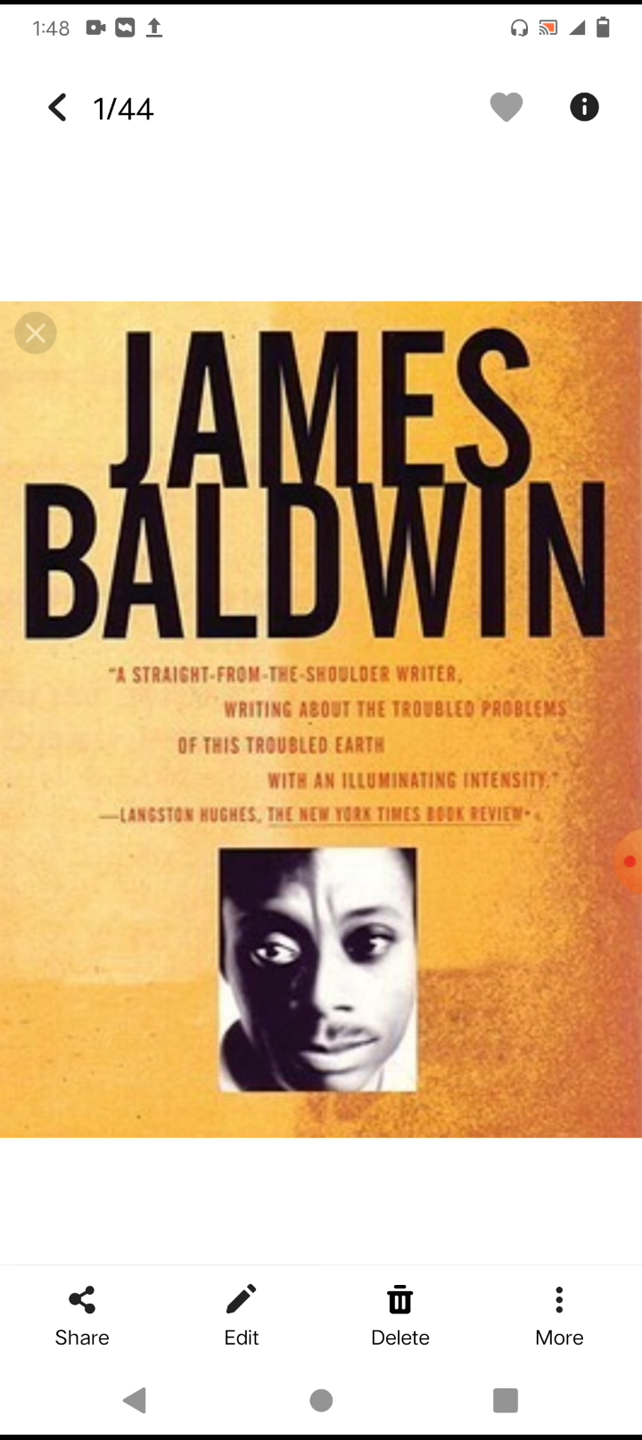 1:48
1/44
JAMES
BALDWIN
"A STRAIGHT-FROM-THE-SHOULDER WRITER,
WRITING ABOUT THE TROUBLED PROBLEMS
OF THIS TROUBLED EARTH
WITH AN ILLUMINATING INTENSITY."
—LANGSTON HUGHES, THE NEW YORK TIMES BOOK REVIEW
Share Edit Delete More